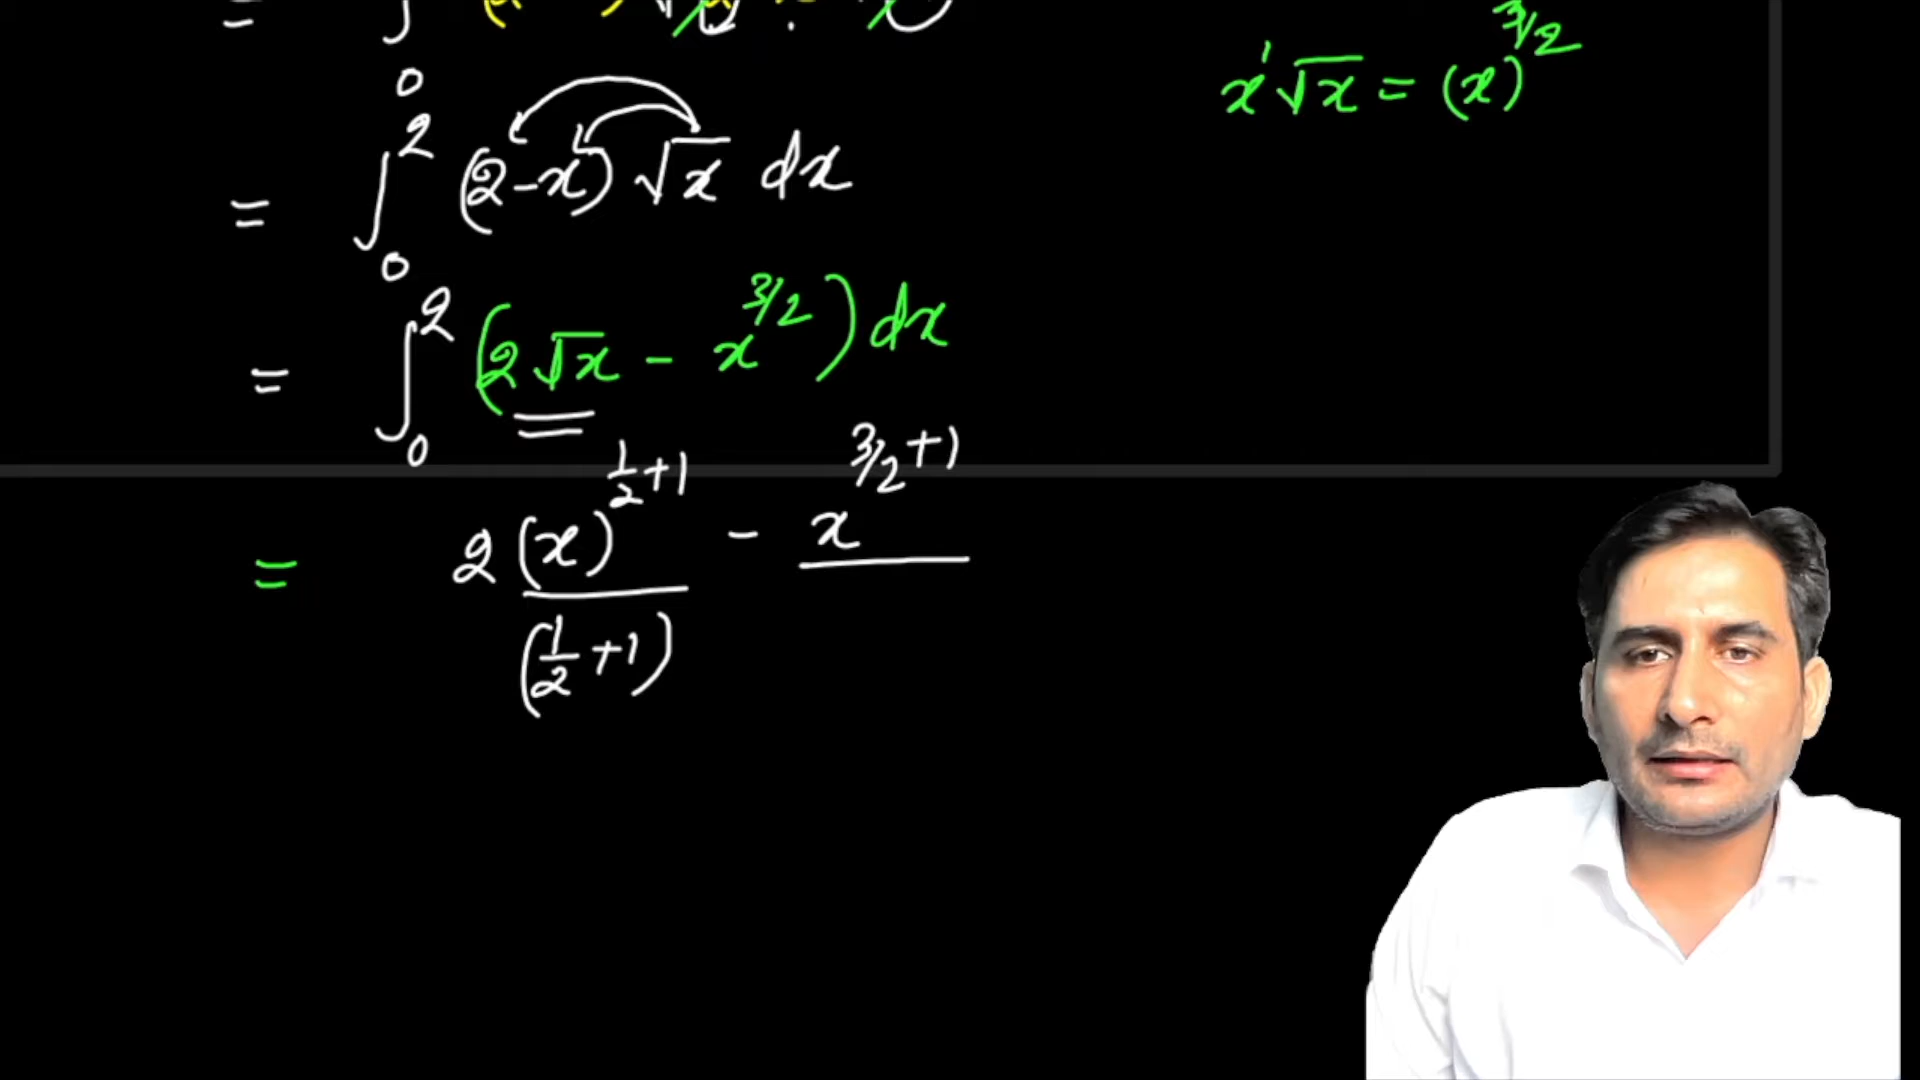 x¹√x = (x)^3/2
= ∫₀² (2-x) √x dx
= ∫₀² (2√x - x^3/2) dx
= 2(x)^(1/2+1) / (1/2+1) - x^(3/2+1)